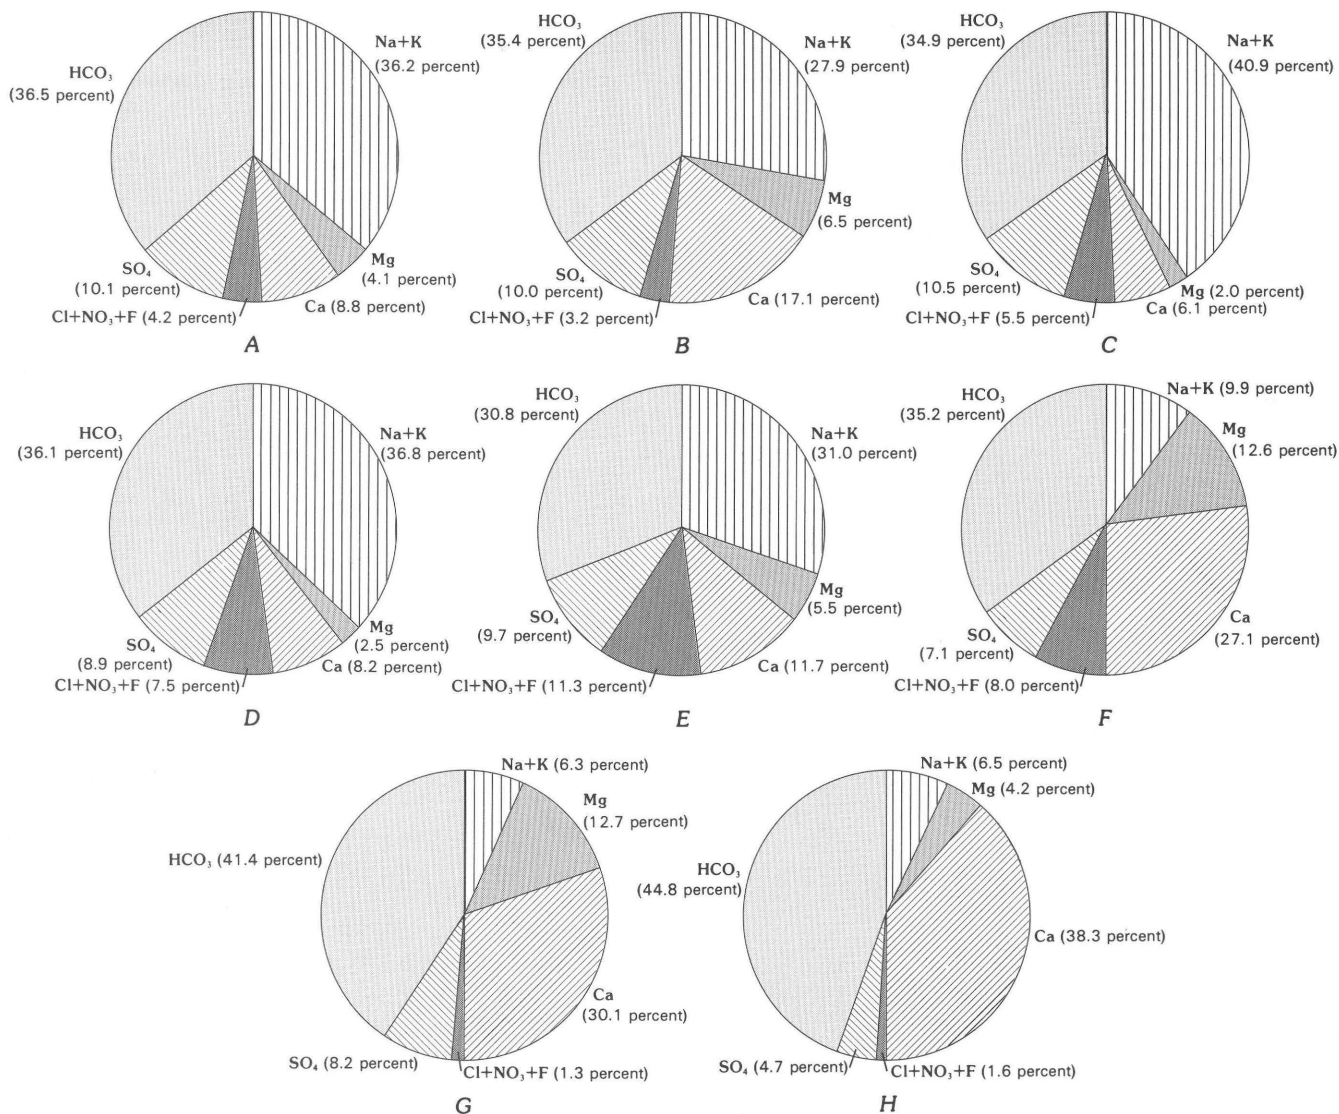 HCO₃
(36.5 percent)
Na+K
(36.2 percent)
Mg
(4.1 percent)
Ca (8.8 percent)
Cl+NO₃+F (4.2 percent)
SO₄
(10.1 percent)
A
HCO₃
(35.4 percent)
Na+K
(27.9 percent)
Mg
(6.5 percent)
Ca (17.1 percent)
Cl+NO₃+F (3.2 percent)
SO₄
(10.0 percent)
B
HCO₃
(34.9 percent)
Na+K
(40.9 percent)
Mg (2.0 percent)
Ca (6.1 percent)
Cl+NO₃+F (5.5 percent)
SO₄
(10.5 percent)
C
HCO₃
(36.1 percent)
Na+K
(36.8 percent)
Mg
(2.5 percent)
Ca (8.2 percent)
Cl+NO₃+F (7.5 percent)
SO₄
(8.9 percent)
D
HCO₃
(30.8 percent)
Na+K
(31.0 percent)
Mg
(5.5 percent)
Ca (11.7 percent)
Cl+NO₃+F (11.3 percent)
SO₄
(9.7 percent)
E
HCO₃
(35.2 percent)
Na+K (9.9 percent)
Mg
(12.6 percent)
Ca
(27.1 percent)
Cl+NO₃+F (8.0 percent)
SO₄
(7.1 percent)
F
HCO₃ (41.4 percent)
Na+K (6.3 percent)
Mg
(12.7 percent)
Ca
(30.1 percent)
Cl+NO₃+F (1.3 percent)
SO₄ (8.2 percent)
G
HCO₃
(44.8 percent)
Na+K (6.5 percent)
Mg (4.2 percent)
Ca (38.3 percent)
Cl+NO₃+F (1.6 percent)
SO₄ (4.7 percent)
H